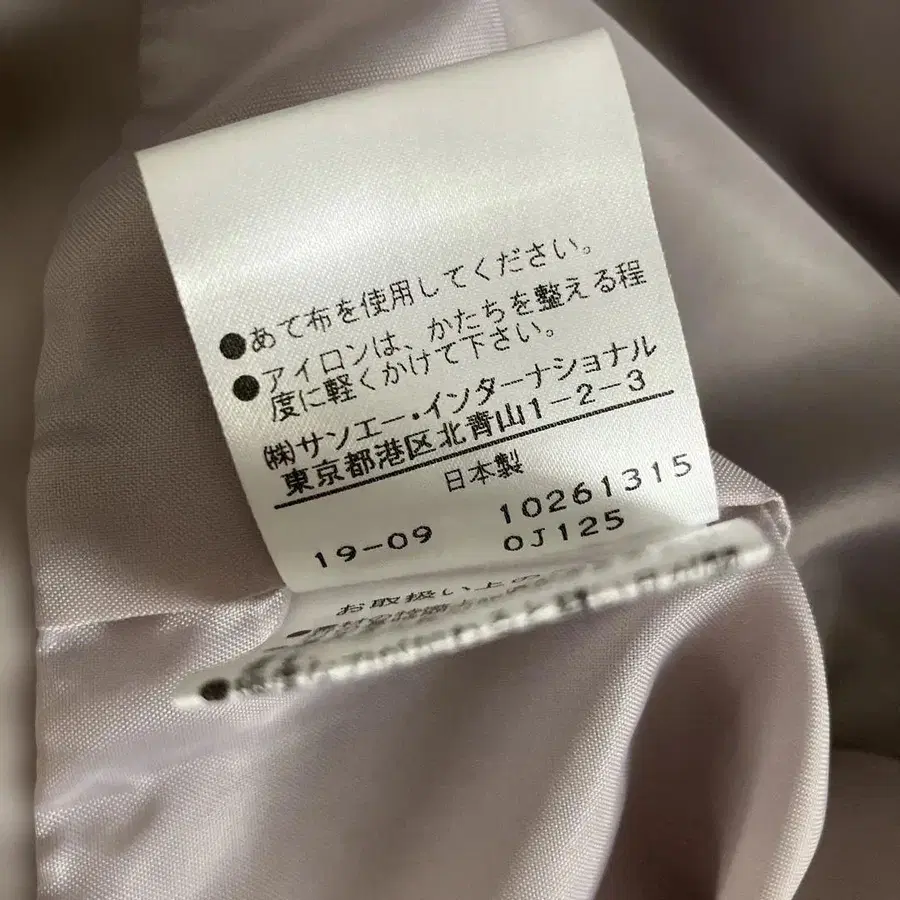 ●あて布を使用してください。
●アイロンは、かたちを整える程
度に軽くかけて下さい。
㈱サンエー・インターナショナル
東京都港区北青山1-2-3
日本製
19-09 10261315
0J125
お取扱い上の